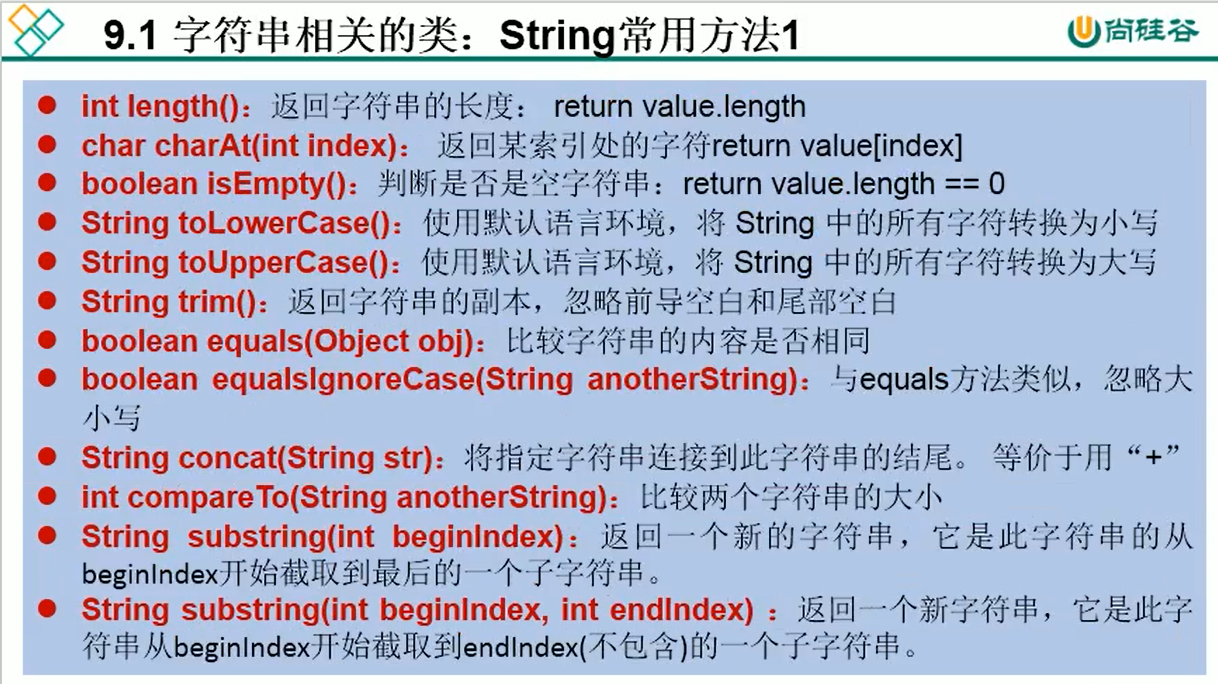 9.1 字符串相关的类：String常用方法1
尚硅谷
int length()：返回字符串的长度： return value.length
char charAt(int index)： 返回某索引处的字符return value[index]
boolean isEmpty()：判断是否是空字符串：return value.length == 0
String toLowerCase()：使用默认语言环境，将 String 中的所有字符转换为小写
String toUpperCase()：使用默认语言环境，将 String 中的所有字符转换为大写
String trim()：返回字符串的副本，忽略前导空白和尾部空白
boolean equals(Object obj)：比较字符串的内容是否相同
boolean equalsIgnoreCase(String anotherString)：与equals方法类似，忽略大
小写
String concat(String str)：将指定字符串连接到此字符串的结尾。 等价于用“+”
int compareTo(String anotherString)：比较两个字符串的大小
String substring(int beginIndex)：返回一个新的字符串，它是此字符串的从
beginIndex开始截取到最后的一个子字符串。
String substring(int beginIndex, int endIndex) ：返回一个新字符串，它是此字
符串从beginIndex开始截取到endIndex(不包含)的一个子字符串。